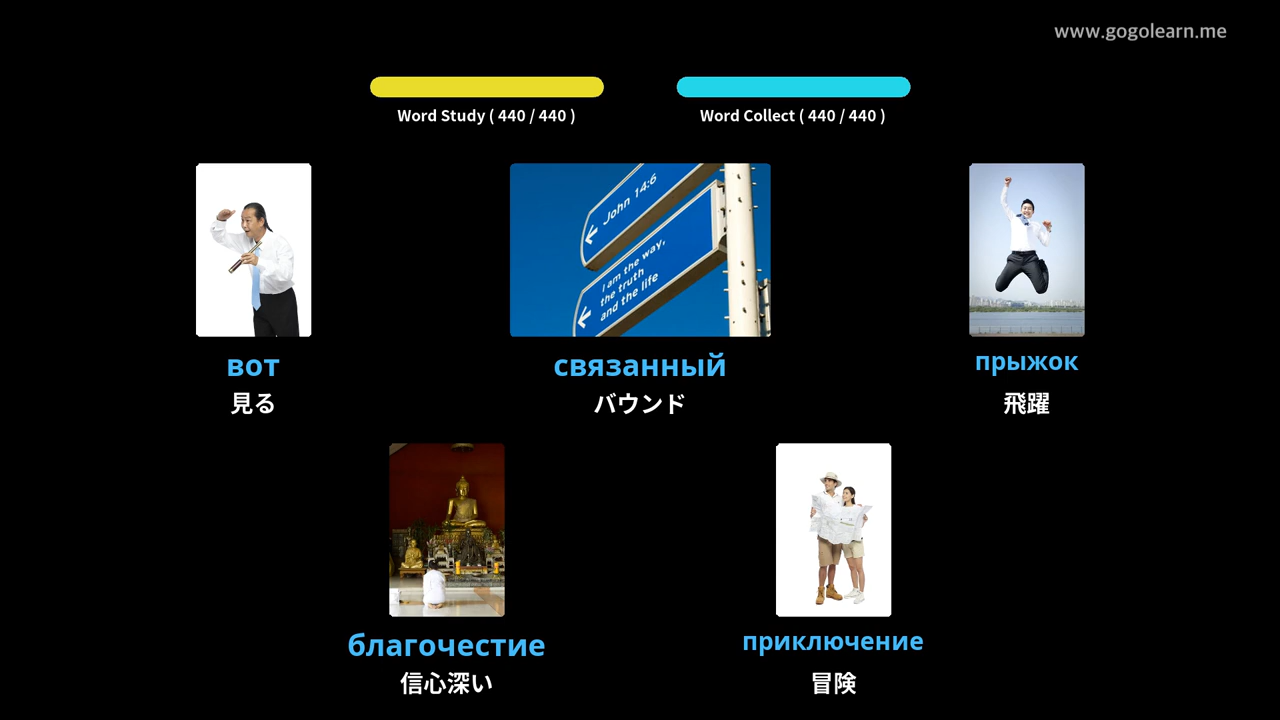 www.gogolearn.me
Word Study ( 440 / 440 )
Word Collect ( 440 / 440 )
John 14:6
I am the way,
the truth
and the life
вот
見る
связанный
バウンド
прыжок
飛躍
благочестие
信心深い
приключение
冒険